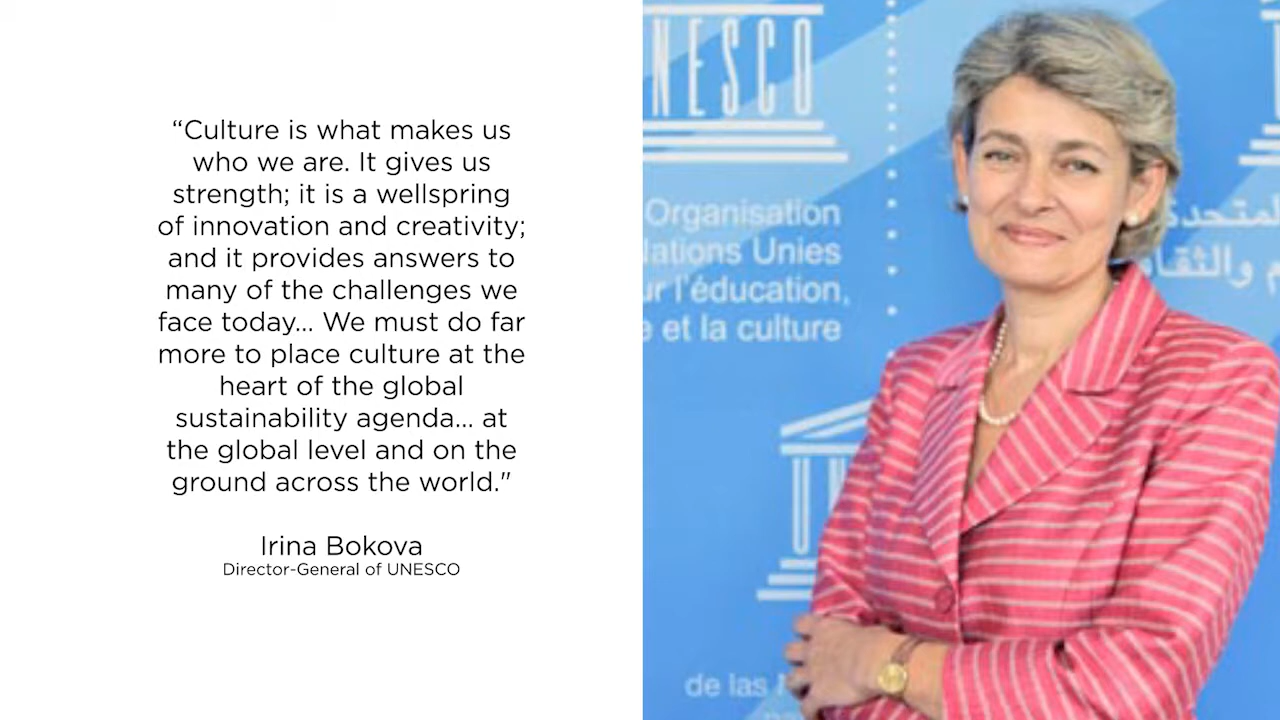 “Culture is what makes us
who we are. It gives us
strength; it is a wellspring
of innovation and creativity;
and it provides answers to
many of the challenges we
face today... We must do far
more to place culture at the
heart of the global
sustainability agenda... at
the global level and on the
ground across the world."
Irina Bokova
Director-General of UNESCO
NESCO
Organisation
Nations Unies
r l'éducation,
et la culture
de las